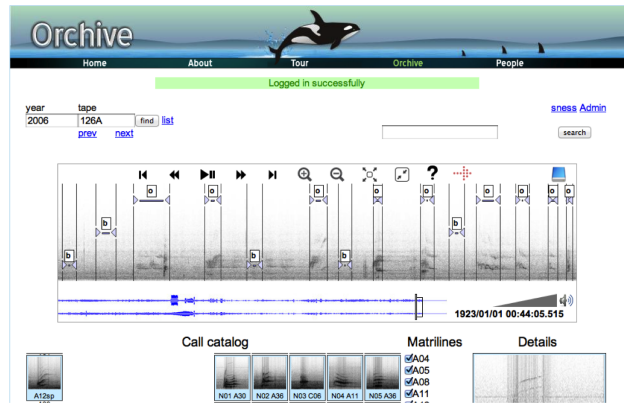 Orchive
Home About Tour Orchive People
Logged in successfully
year tape
2006 126A find list
sness Admin
prev next
search
?
o o o o o o o o o
b b
b b b
1923/01/01 00:44:05.515
Call catalog Matrilines Details
A12sp N01 A30 N02 A36 N03 C06 N04 A11 N05 A36
A04
A05
A08
A11